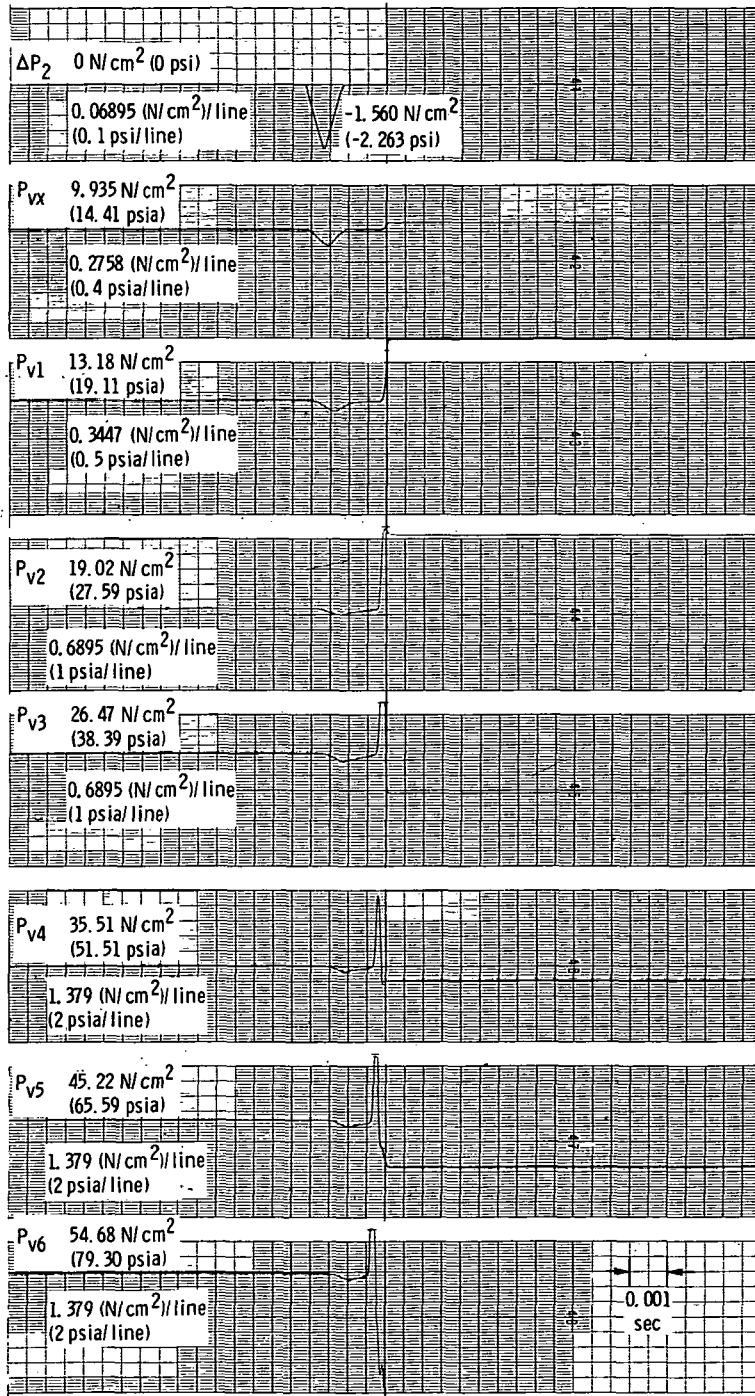 ΔP₂ 0 N/cm² (0 psi)
0.06895 (N/cm²)/line
(0.1 psi/line)
-1.560 N/cm²
(-2.263 psi)
Pvx 9.935 N/cm²
(14.41 psia)
0.2758 (N/cm²)/line
(0.4 psia/line)
Pv1 13.18 N/cm²
(19.11 psia)
0.3447 (N/cm²)/line
(0.5 psia/line)
Pv2 19.02 N/cm²
(27.59 psia)
0.6895 (N/cm²)/line
(1 psia/line)
Pv3 26.47 N/cm²
(38.39 psia)
0.6895 (N/cm²)/line
(1 psia/line)
Pv4 35.51 N/cm²
(51.51 psia)
1.379 (N/cm²)/line
(2 psia/line)
Pv5 45.22 N/cm²
(65.59 psia)
1.379 (N/cm²)/line
(2 psia/line)
Pv6 54.68 N/cm²
(79.30 psia)
1.379 (N/cm²)/line
(2 psia/line)
0.001
sec